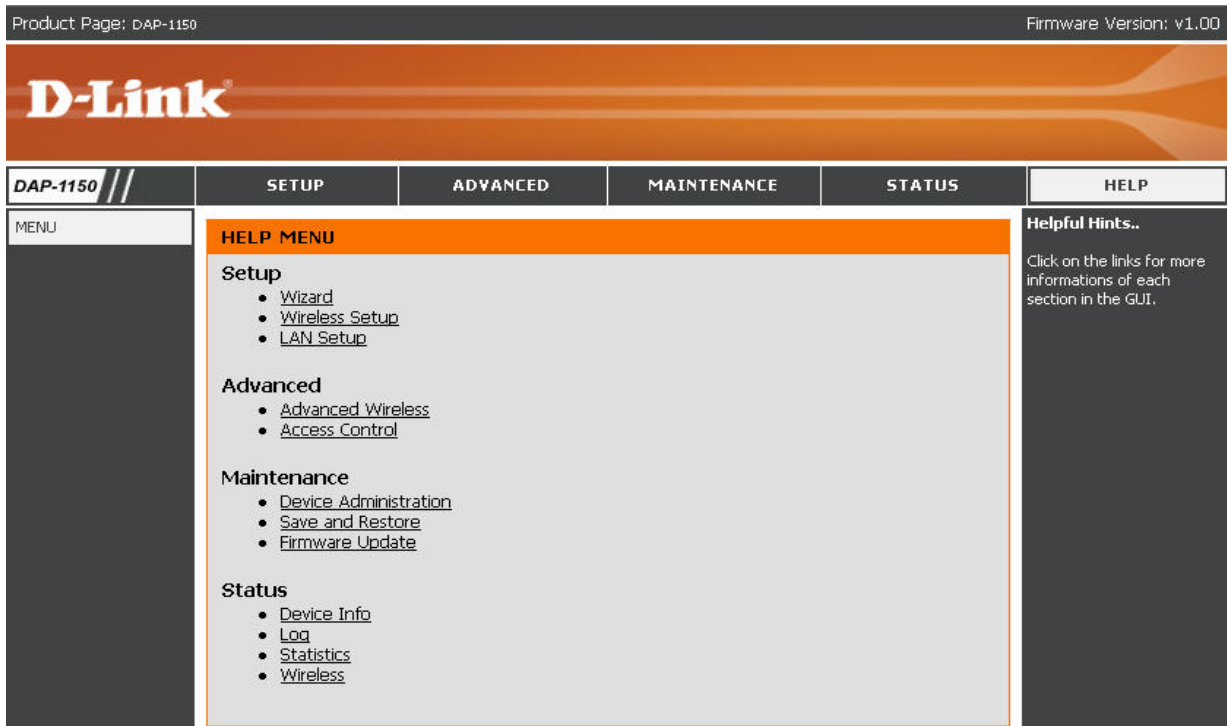 Product Page: DAP-1150
Firmware Version: v1.00
D-Link
DAP-1150
SETUP
ADVANCED
MAINTENANCE
STATUS
HELP
MENU
HELP MENU
Setup
Wizard
Wireless Setup
LAN Setup
Advanced
Advanced Wireless
Access Control
Maintenance
Device Administration
Save and Restore
Firmware Update
Status
Device Info
Log
Statistics
Wireless
Helpful Hints..
Click on the links for more
informations of each
section in the GUI.